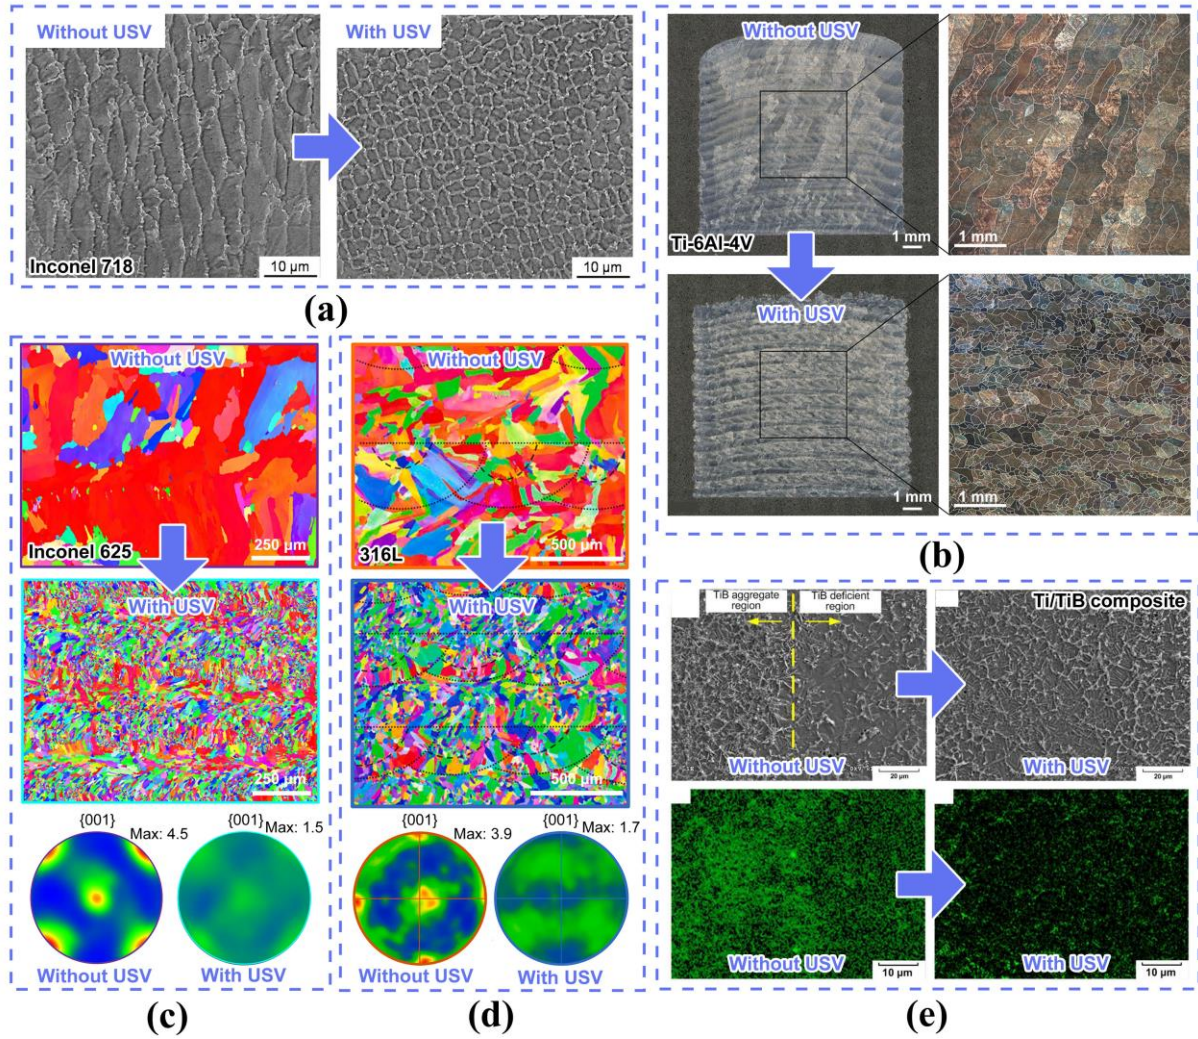 Without USV
With USV
Inconel 718
10 µm
10 µm
(a)
Without USV
Ti-6Al-4V
1 mm
1 mm
With USV
1 mm
1 mm
(b)
Without USV
Inconel 625
250 µm
With USV
250 µm
{001}
Max: 4.5
{001}
Max: 1.5
Without USV
With USV
(c)
Without USV
316L
500 µm
With USV
500 µm
{001}
Max: 3.9
{001}
Max: 1.7
Without USV
With USV
(d)
TiB aggregate
region
TiB deficient
region
Ti/TiB composite
Without USV
20 µm
With USV
20 µm
Without USV
10 µm
With USV
10 µm
(e)